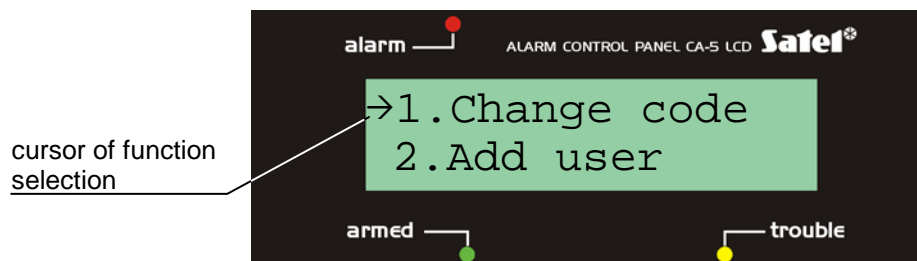 alarm
ALARM CONTROL PANEL CA-5 LCD Satel®
→1.Change code
2.Add user
cursor of function
selection
armed
trouble